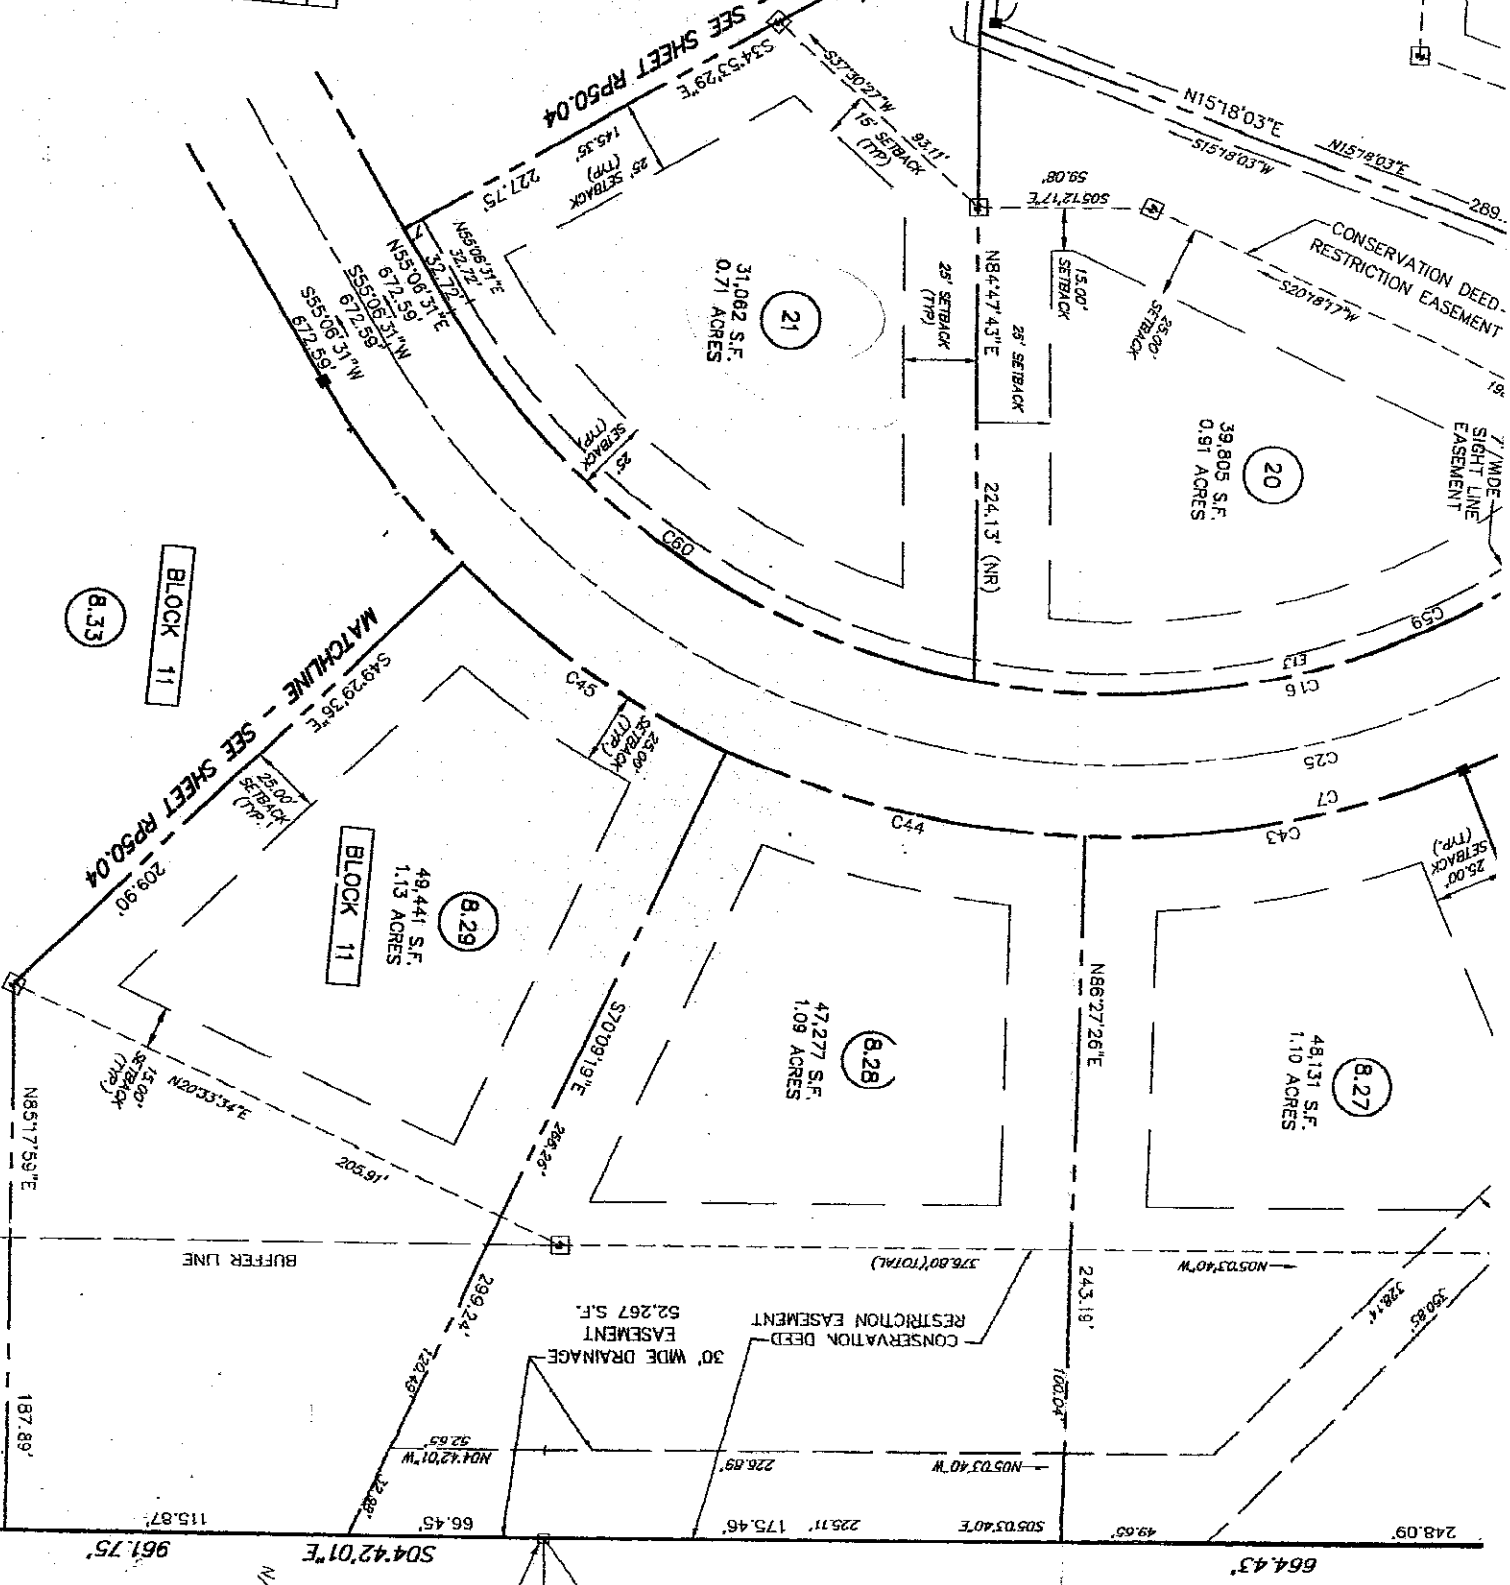 SEE SHEET RP50.04
S34°53'29"E
145.35'
227.75'
25' SETBACK
(TYP)
S37°30'27"W
93.11'
15' SETBACK
(TYP)
N15°18'03"E
S15°18'03"W
N15°18'03"E
289.
CONSERVATION DEED
RESTRICTION EASEMENT
S20°18'17"W
S05°12'17"E
59.08'
15.00'
SETBACK
25.00'
SETBACK
N84°47'43"E
224.13' (NR)
25' SETBACK
(TYP)
25' SETBACK
21
31,062 S.F.
0.71 ACRES
20
39,805 S.F.
0.91 ACRES
7' WIDE
SIGHT LINE
EASEMENT
N55°06'31"E
32.72'
32.72'
7'
N55°06'31"E
672.59'
S55°06'31"W
672.59'
S55°06'31"W
672.59'
25'
SETBACK
(TYP)
C60
C59
E13
C16
C25
C7
C43
C44
C45
BLOCK 11
8.33
MATCHLINE - SEE SHEET RP50.04
S49°29'36"E
209.90'
25.00'
SETBACK
(TYP.)
25.00'
SETBACK
(TYP.)
25.00'
SETBACK
(TYP.)
BLOCK 11
8.29
49,441 S.F.
1.13 ACRES
8.28
47,277 S.F.
1.09 ACRES
8.27
48,131 S.F.
1.10 ACRES
S70°09'19"E
266.26'
299.24'
120.49'
32.98'
N86°27'26"E
243.19'
100.04'
15.00'
SETBACK
(TYP.)
N20°33'34"E
205.91'
N85°17'59"E
187.89'
BUFFER LINE
376.80'(TOTAL)
N05°03'40"W
328.14'
350.85'
30' WIDE DRAINAGE
EASEMENT
52,267 S.F.
CONSERVATION DEED
RESTRICTION EASEMENT
N04°42'01"W
52.65'
226.89'
N05°03'40"W
115.87'
66.45'
175.46'
225.11'
S05°03'40"E
49.65'
248.09'
961.75'
S04°42'01"E
664.43'